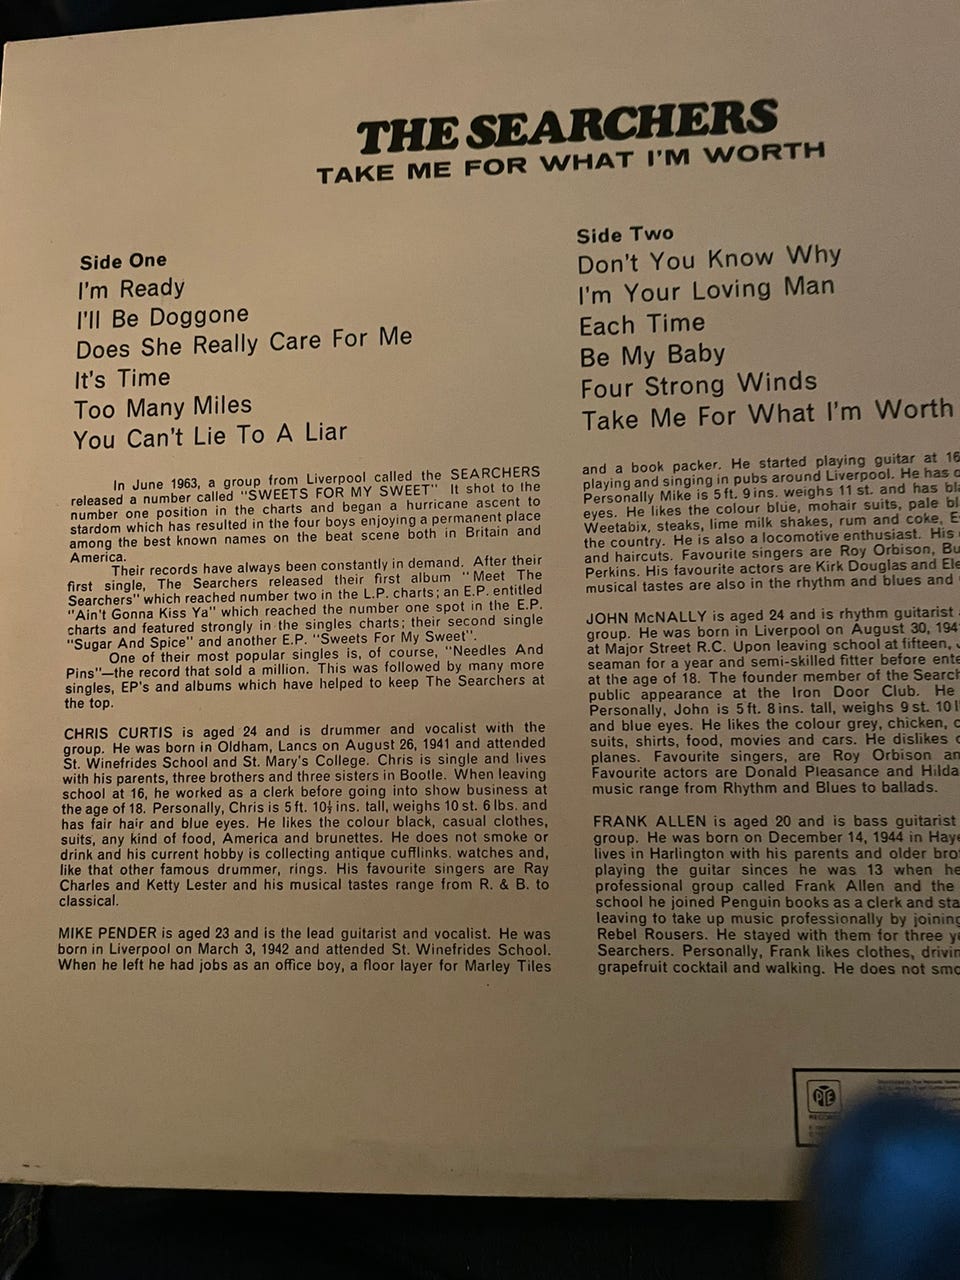 THE SEARCHERS
TAKE ME FOR WHAT I'M WORTH
Side One
I'm Ready
I'll Be Doggone
Does She Really Care For Me
It's Time
Too Many Miles
You Can't Lie To A Liar
In June 1963, a group from Liverpool called the SEARCHERS
released a number called "SWEETS FOR MY SWEET" It shot to the
number one position in the charts and began a hurricane ascent to
stardom which has resulted in the four boys enjoying a permanent place
among the best known names on the beat scene both in Britain and
America.
Their records have always been constantly in demand. After their
first single, The Searchers released their first album "Meet The
Searchers" which reached number two in the L.P. charts; an E.P. entitled
"Ain't Gonna Kiss Ya" which reached the number one spot in the E.P.
charts and featured strongly in the singles charts; their second single
"Sugar And Spice" and another E.P. "Sweets For My Sweet".
One of their most popular singles is, of course, "Needles And
Pins"—the record that sold a million. This was followed by many more
singles, EP's and albums which have helped to keep The Searchers at
the top.
CHRIS CURTIS is aged 24 and is drummer and vocalist with the
group. He was born in Oldham, Lancs on August 26, 1941 and attended
St. Winefrides School and St. Mary's College. Chris is single and lives
with his parents, three brothers and three sisters in Bootle. When leaving
school at 16, he worked as a clerk before going into show business at
the age of 18. Personally, Chris is 5 ft. 10½ ins. tall, weighs 10 st. 6 lbs. and
has fair hair and blue eyes. He likes the colour black, casual clothes,
suits, any kind of food, America and brunettes. He does not smoke or
drink and his current hobby is collecting antique cufflinks. watches and,
like that other famous drummer, rings. His favourite singers are Ray
Charles and Ketty Lester and his musical tastes range from R. & B. to
classical.
MIKE PENDER is aged 23 and is the lead guitarist and vocalist. He was
born in Liverpool on March 3, 1942 and attended St. Winefrides School.
When he left he had jobs as an office boy, a floor layer for Marley Tiles
Side Two
Don't You Know Why
I'm Your Loving Man
Each Time
Be My Baby
Four Strong Winds
Take Me For What I'm Worth
and a book packer. He started playing guitar at 16
playing and singing in pubs around Liverpool. He has
Personally Mike is 5 ft. 9 ins. weighs 11 st. and has
eyes. He likes the colour blue, mohair suits, pale
Weetabix, steaks, lime milk shakes, rum and coke,
the country. He is also a locomotive enthusiast. His
and haircuts. Favourite singers are Roy Orbison,
Perkins. His favourite actors are Kirk Douglas and
musical tastes are also in the rhythm and blues and
JOHN McNALLY is aged 24 and is rhythm guitarist
group. He was born in Liverpool on August 30, 194
at Major Street R.C. Upon leaving school at fifteen,
seaman for a year and semi-skilled fitter before
at the age of 18. The founder member of the
public appearance at the Iron Door Club. He
Personally, John is 5 ft. 8 ins. tall, weighs 9 st. 10
and blue eyes. He likes the colour grey, chicken,
suits, shirts, food, movies and cars. He dislikes
planes. Favourite singers, are Roy Orbison
Favourite actors are Donald Pleasance and Hilda
music range from Rhythm and Blues to ballads.
FRANK ALLEN is aged 20 and is bass guitarist
group. He was born on December 14, 1944 in
lives in Harlington with his parents and older
playing the guitar sinces he was 13 when he
professional group called Frank Allen and the
school he joined Penguin books as a clerk and
leaving to take up music professionally by joining
Rebel Rousers. He stayed with them for three
Searchers. Personally, Frank likes clothes,
grapefruit cocktail and walking. He does not
PYE